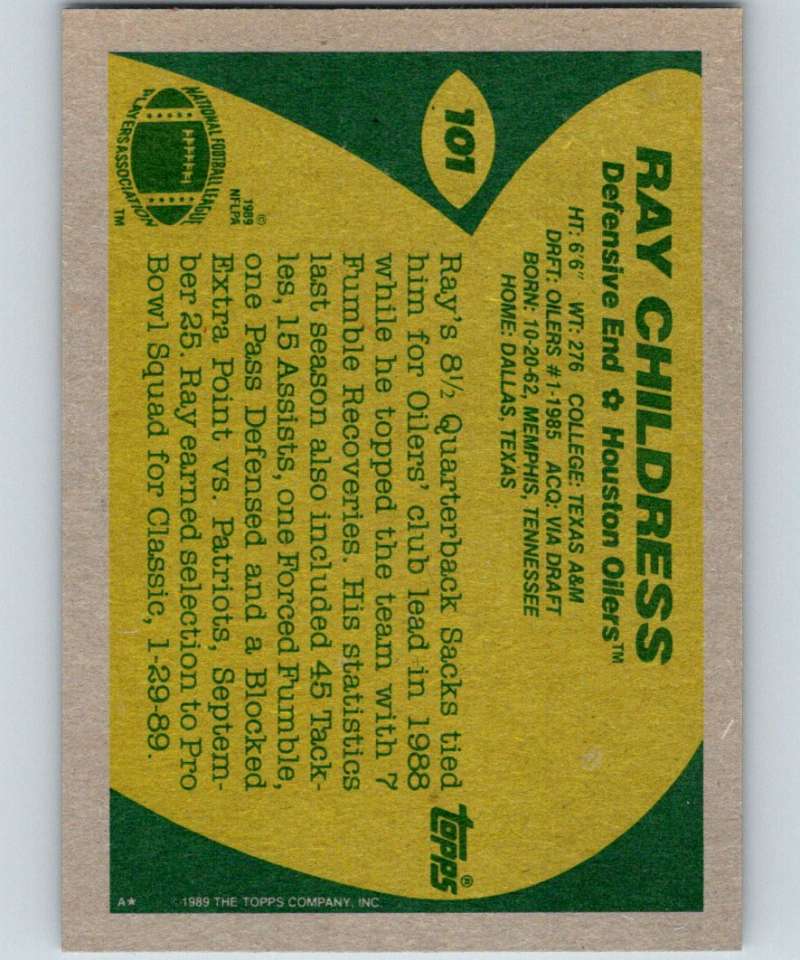 101
RAY CHILDRESS
Defensive End ✩ Houston Oilers™
HT: 6'6" WT: 276 COLLEGE: TEXAS A&M
DRFT: OILERS #1-1985 ACQ: VIA DRAFT
BORN: 10-20-62, MEMPHIS, TENNESSEE
HOME: DALLAS, TEXAS
NATIONAL FOOTBALL LEAGUE
PLAYERS ASSOCIATION
TM
©
1989
NFLPA
Ray's 8½ Quarterback Sacks tied
him for Oilers' club lead in 1988
while he topped the team with 7
Fumble Recoveries. His statistics
last season also included 45 Tack-
les, 15 Assists, one Forced Fumble,
one Pass Defensed and a Blocked
Extra Point vs. Patriots, Septem-
ber 25. Ray earned selection to Pro
Bowl Squad for Classic, 1-29-89.
topps®
A★ 1989 THE TOPPS COMPANY, INC.